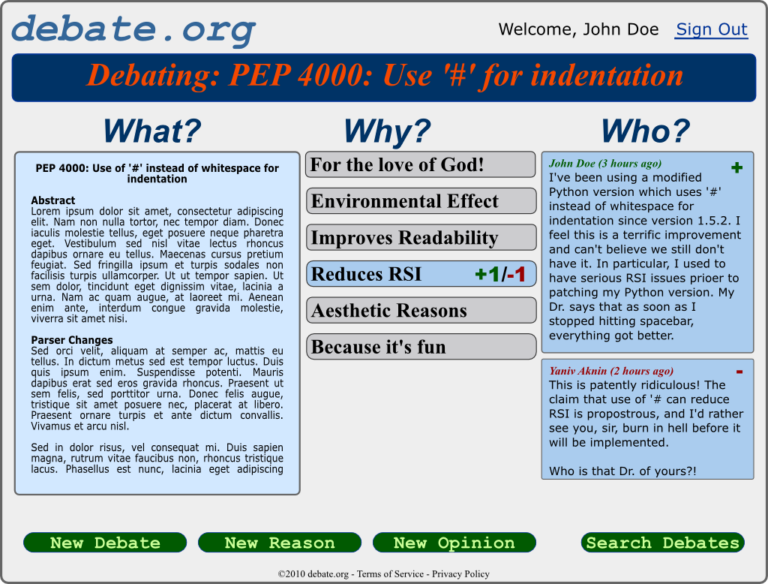 debate.org
Welcome, John Doe Sign Out
Debating: PEP 4000: Use '#' for indentation
What?
Why?
Who?
PEP 4000: Use of '#' instead of whitespace for
indentation
Abstract
Lorem ipsum dolor sit amet, consectetur adipiscing
elit. Nam non nulla tortor, nec tempor diam. Donec
iaculis molestie tellus, eget posuere neque pharetra
eget. Vestibulum sed nisl vitae lectus rhoncus
dapibus ornare eu tellus. Maecenas cursus pretium
feugiat. Sed fringilla ipsum et turpis sodales non
facilisis turpis ullamcorper. Ut ut tempor sapien. Ut
sem dolor, tincidunt eget dignissim vitae, lacinia a
urna. Nam ac quam augue, at laoreet mi. Aenean
enim ante, interdum congue gravida molestie,
viverra sit amet nisi.
Parser Changes
Sed orci velit, aliquam at semper ac, mattis eu
tellus. In dictum metus sed est tempor luctus. Duis
quis ipsum enim. Suspendisse potenti. Mauris
dapibus erat sed eros gravida rhoncus. Praesent ut
sem felis, sed porttitor urna. Donec felis augue,
tristique sit amet posuere nec, placerat at libero.
Praesent ornare turpis et ante dictum convallis.
Vivamus et arcu nisl.
Sed in dolor risus, vel consequat mi. Duis sapien
magna, rutrum vitae faucibus non, rhoncus tristique
lacus. Phasellus est nunc, lacinia eget adipiscing
For the love of God!
Environmental Effect
Improves Readability
Reduces RSI +1/-1
Aesthetic Reasons
Because it's fun
John Doe (3 hours ago) +
I've been using a modified
Python version which uses '#'
instead of whitespace for
indentation since version 1.5.2. I
feel this is a terrific improvement
and can't believe we still don't
have it. In particular, I used to
have serious RSI issues prioer to
patching my Python version. My
Dr. says that as soon as I
stopped hitting spacebar,
everything got better.
Yaniv Aknin (2 hours ago) -
This is patently ridiculous! The
claim that use of '# can reduce
RSI is propostrous, and I'd rather
see you, sir, burn in hell before it
will be implemented.
Who is that Dr. of yours?!
New Debate
New Reason
New Opinion
Search Debates
©2010 debate.org - Terms of Service - Privacy Policy